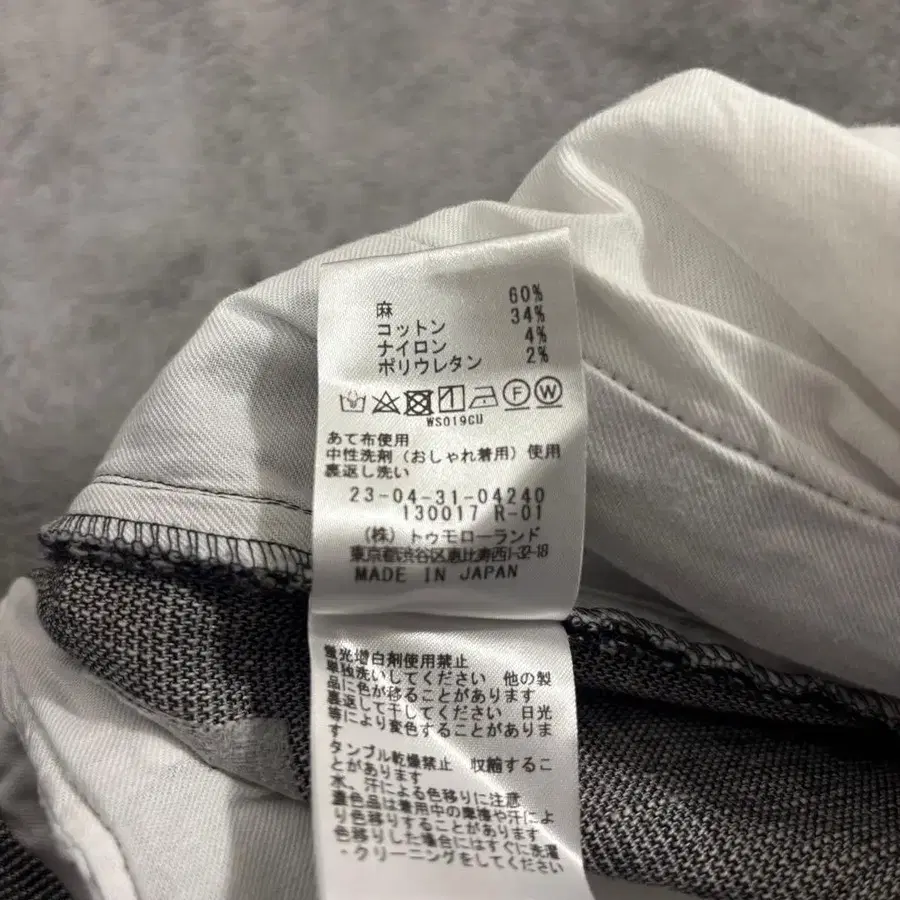 麻 60%
コットン 34%
ナイロン 4%
ポリウレタン 2%
F W
WS019CU
あて布使用
中性洗剤（おしゃれ着用）使用
裏返し洗い
23-04-31-04240
130017 R-01
（株）トゥモローランド
東京都渋谷区恵比寿西1-32-18
MADE IN JAPAN
蛍光増白剤使用禁止
単独洗いしてください 他の製
品に色が移ることがあります
裏返して干してください 日光
等により変色することがありま
す
タンブル乾燥禁止 収縮するこ
とがあります
水、汗による色移りに注意
濃色品は着用中の摩擦や汗によ
り色移りすることがあります
色移りした場合にはすぐに洗濯
・クリーニングをしてください